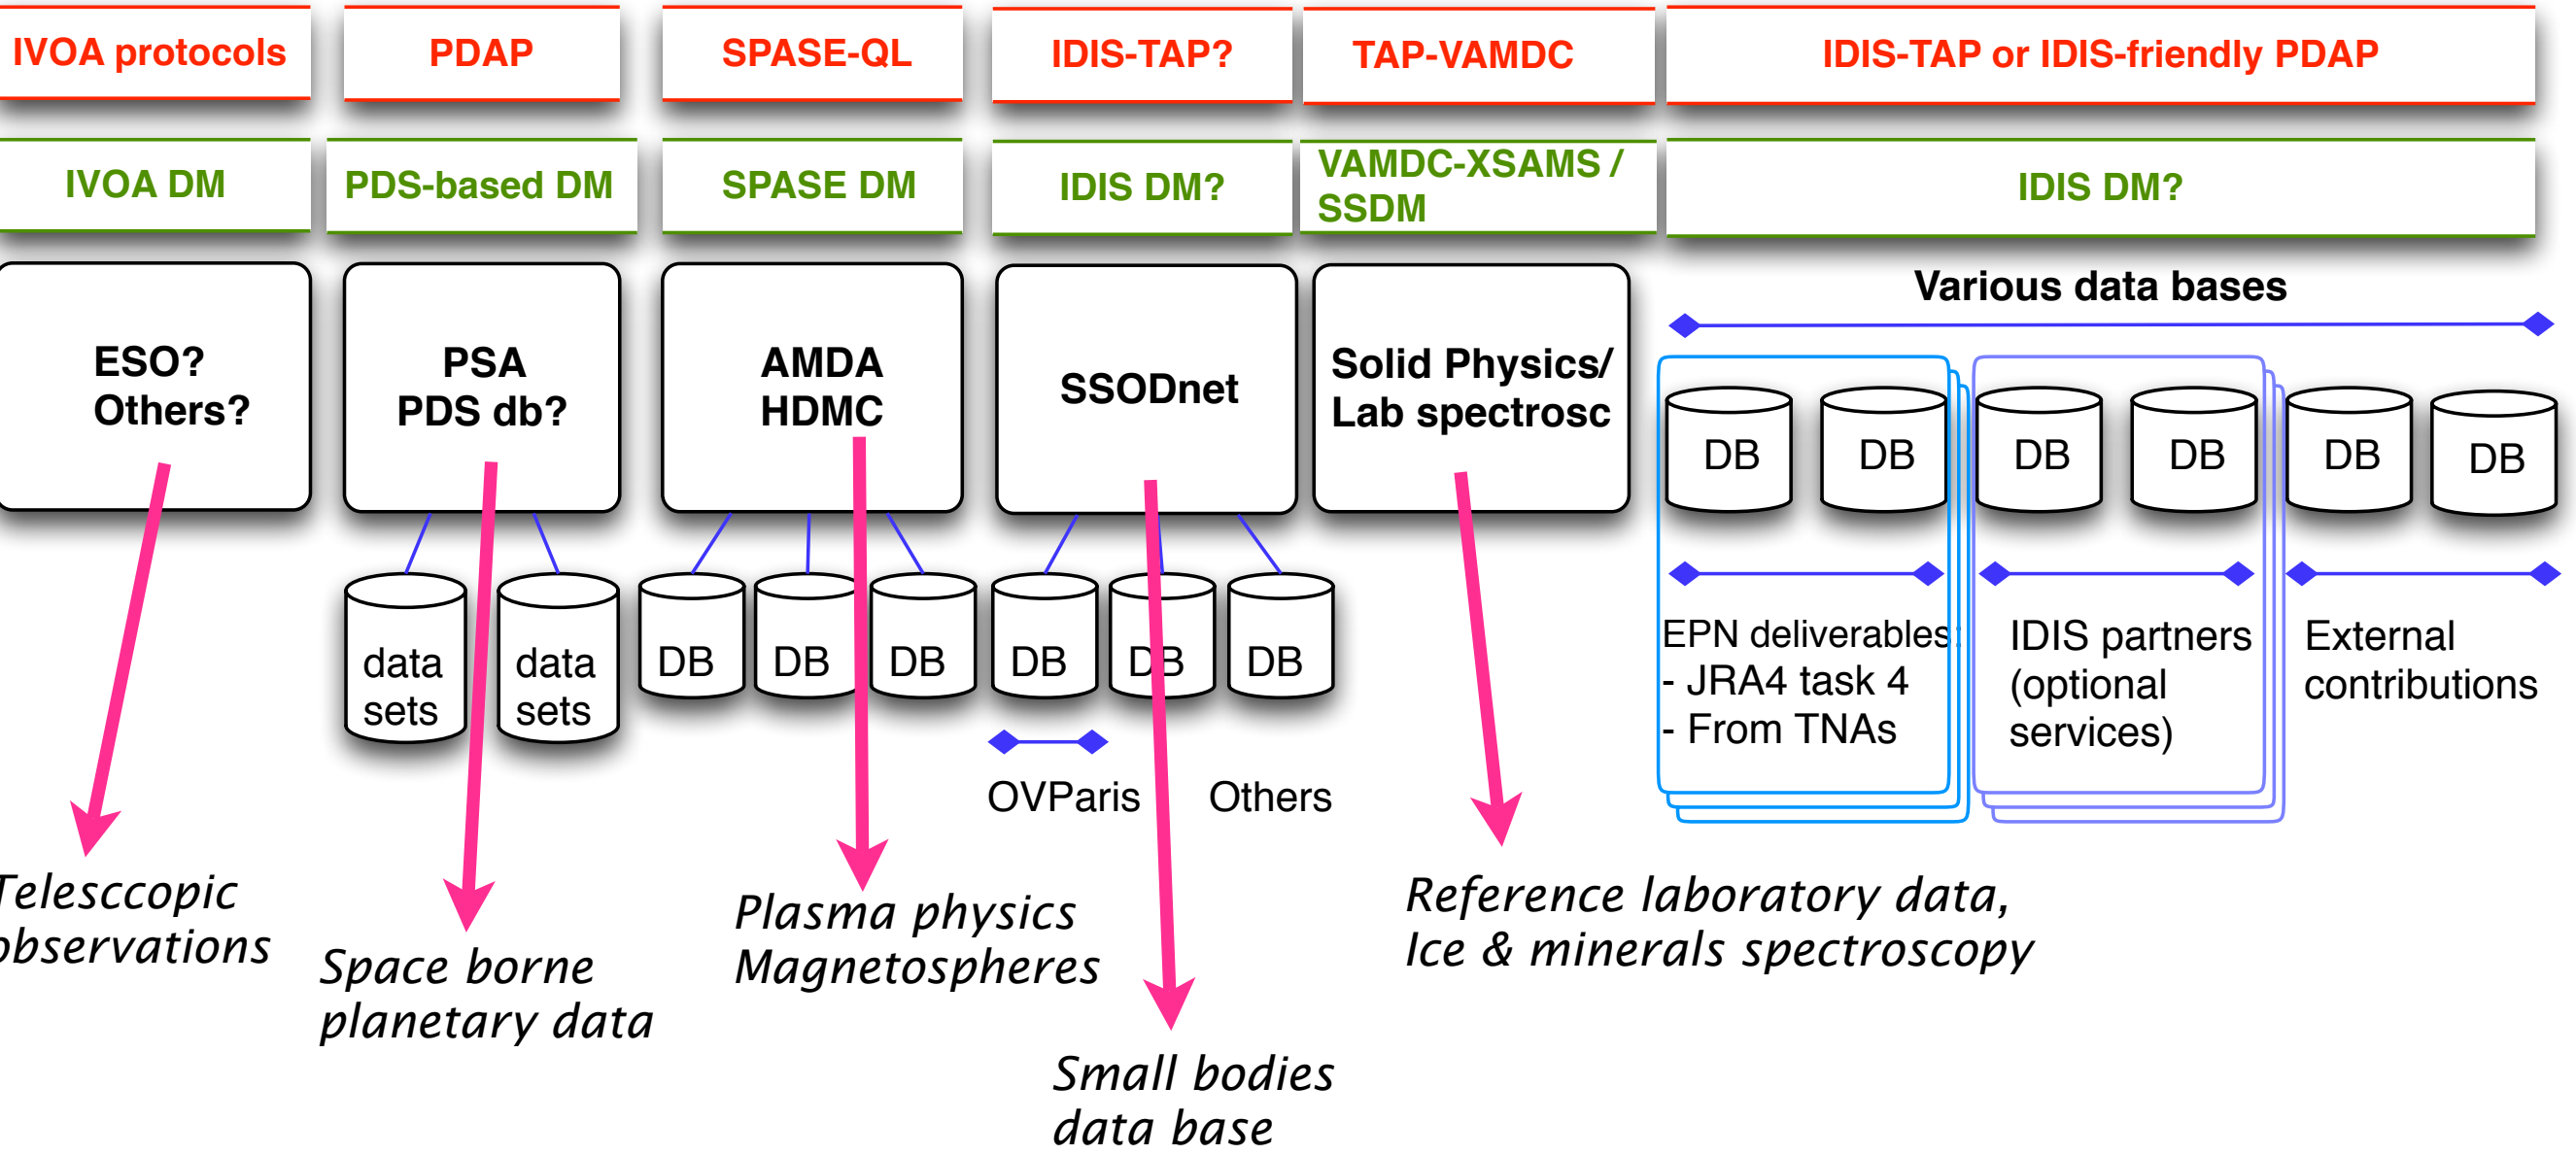 IVOA protocols
PDAP
SPASE-QL
IDIS-TAP?
TAP-VAMDC
IDIS-TAP or IDIS-friendly PDAP
IVOA DM
PDS-based DM
SPASE DM
IDIS DM?
VAMDC-XSAMS /
SSDM
IDIS DM?
Various data bases
ESO?
Others?
PSA
PDS db?
AMDA
HDMC
SSODnet
Solid Physics/
Lab spectrosc
DB
DB
DB
DB
DB
DB
data
sets
data
sets
DB
DB
DB
DB
DB
DB
OVParis
Others
EPN deliverables:
- JRA4 task 4
- From TNAs
IDIS partners
(optional
services)
External
contributions
Telesccopic
observations
Space borne
planetary data
Plasma physics
Magnetospheres
Small bodies
data base
Reference laboratory data,
Ice & minerals spectroscopy